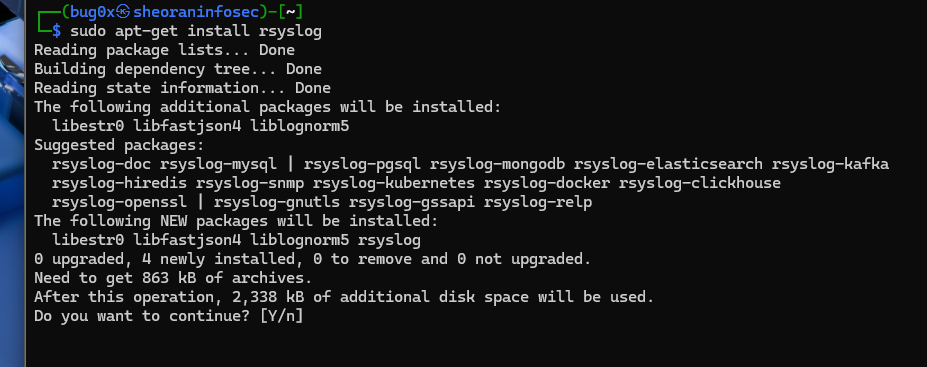 ┌──(bug0x㉿sheoraninfosec)-[~]
└─$ sudo apt-get install rsyslog
Reading package lists... Done
Building dependency tree... Done
Reading state information... Done
The following additional packages will be installed:
  libestr0 libfastjson4 liblognorm5
Suggested packages:
  rsyslog-doc rsyslog-mysql | rsyslog-pgsql rsyslog-mongodb rsyslog-elasticsearch rsyslog-kafka
  rsyslog-hiredis rsyslog-snmp rsyslog-kubernetes rsyslog-docker rsyslog-clickhouse
  rsyslog-openssl | rsyslog-gnutls rsyslog-gssapi rsyslog-relp
The following NEW packages will be installed:
  libestr0 libfastjson4 liblognorm5 rsyslog
0 upgraded, 4 newly installed, 0 to remove and 0 not upgraded.
Need to get 863 kB of archives.
After this operation, 2,338 kB of additional disk space will be used.
Do you want to continue? [Y/n]